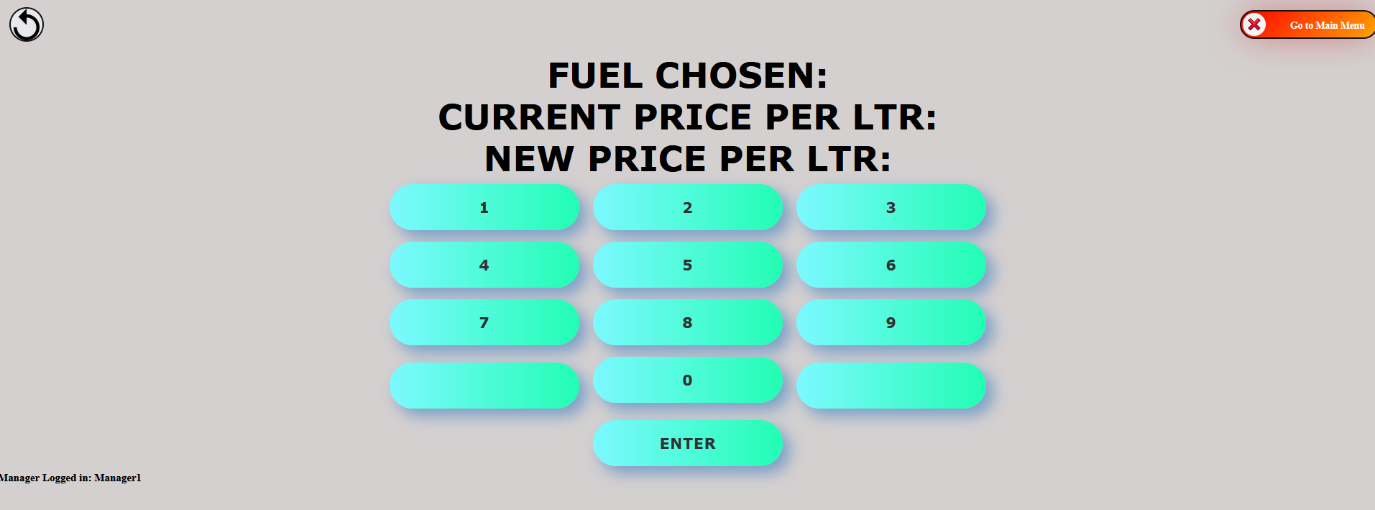 Go to Main Menu
FUEL CHOSEN:
CURRENT PRICE PER LTR:
NEW PRICE PER LTR:
1 2 3
4 5 6
7 8 9
0
ENTER
Manager Logged in: Manager1